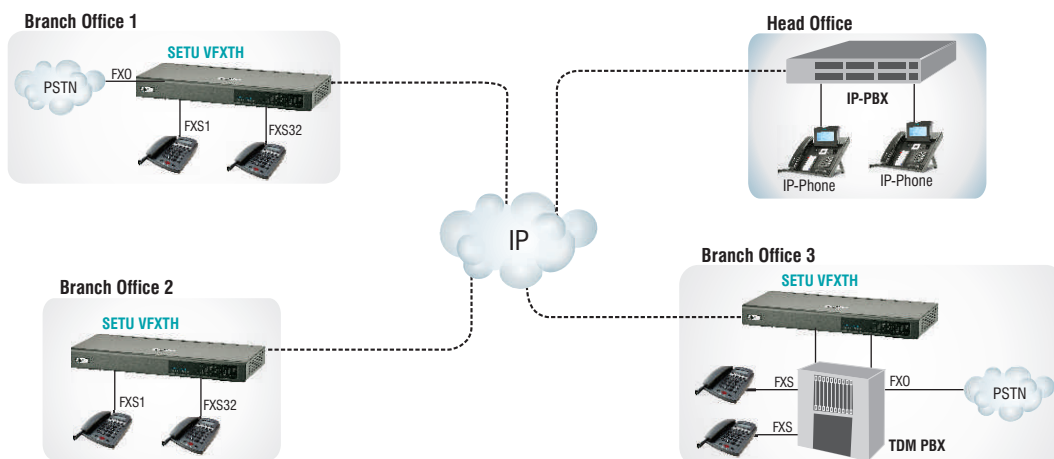 Branch Office 1
SETU VFXTH
PSTN
FXO
FXS1
FXS32
Head Office
IP-PBX
IP-Phone
IP-Phone
IP
Branch Office 2
SETU VFXTH
FXS1
FXS32
Branch Office 3
SETU VFXTH
FXS
FXO
PSTN
FXS
TDM PBX